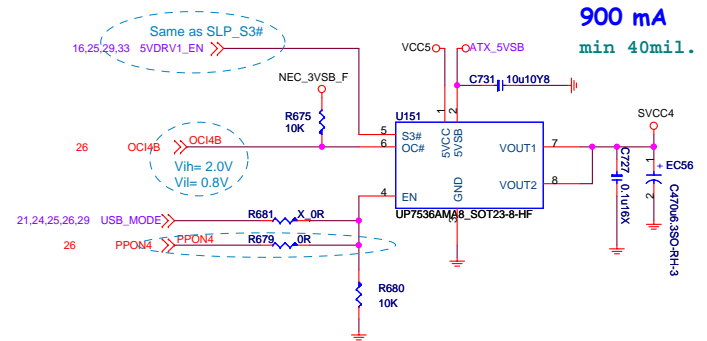 900 mA
min 40mil.
Same as SLP_S3#
16,25,29,33 5VDRV1_EN
VCC5
ATX_5VSB
NEC_3VSB_F
C731 10u10Y8
R675
10K
U151
SVCC4
26 OCI4B OCI4B
Vih= 2.0V
Vil= 0.8V
5 S3#
6 OC#
1 5VCC
2 5VSB
VOUT1 7
VOUT2 8
4 EN
GND
3
C727
0.1u16X
1 + EC56
2 C470u6.3SO-RH-3
UP7536AMA8_SOT23-8-HF
21,24,25,26,29 USB_MODE R681 X_0R
26 PPON4 PPON4 R679 0R
R680
10K